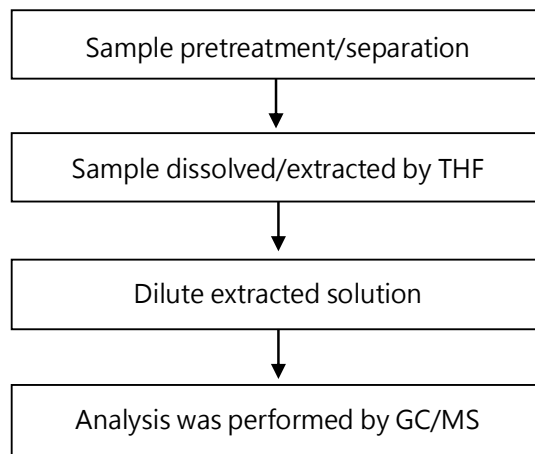 Sample pretreatment/separation
Sample dissolved/extracted by THF
Dilute extracted solution
Analysis was performed by GC/MS